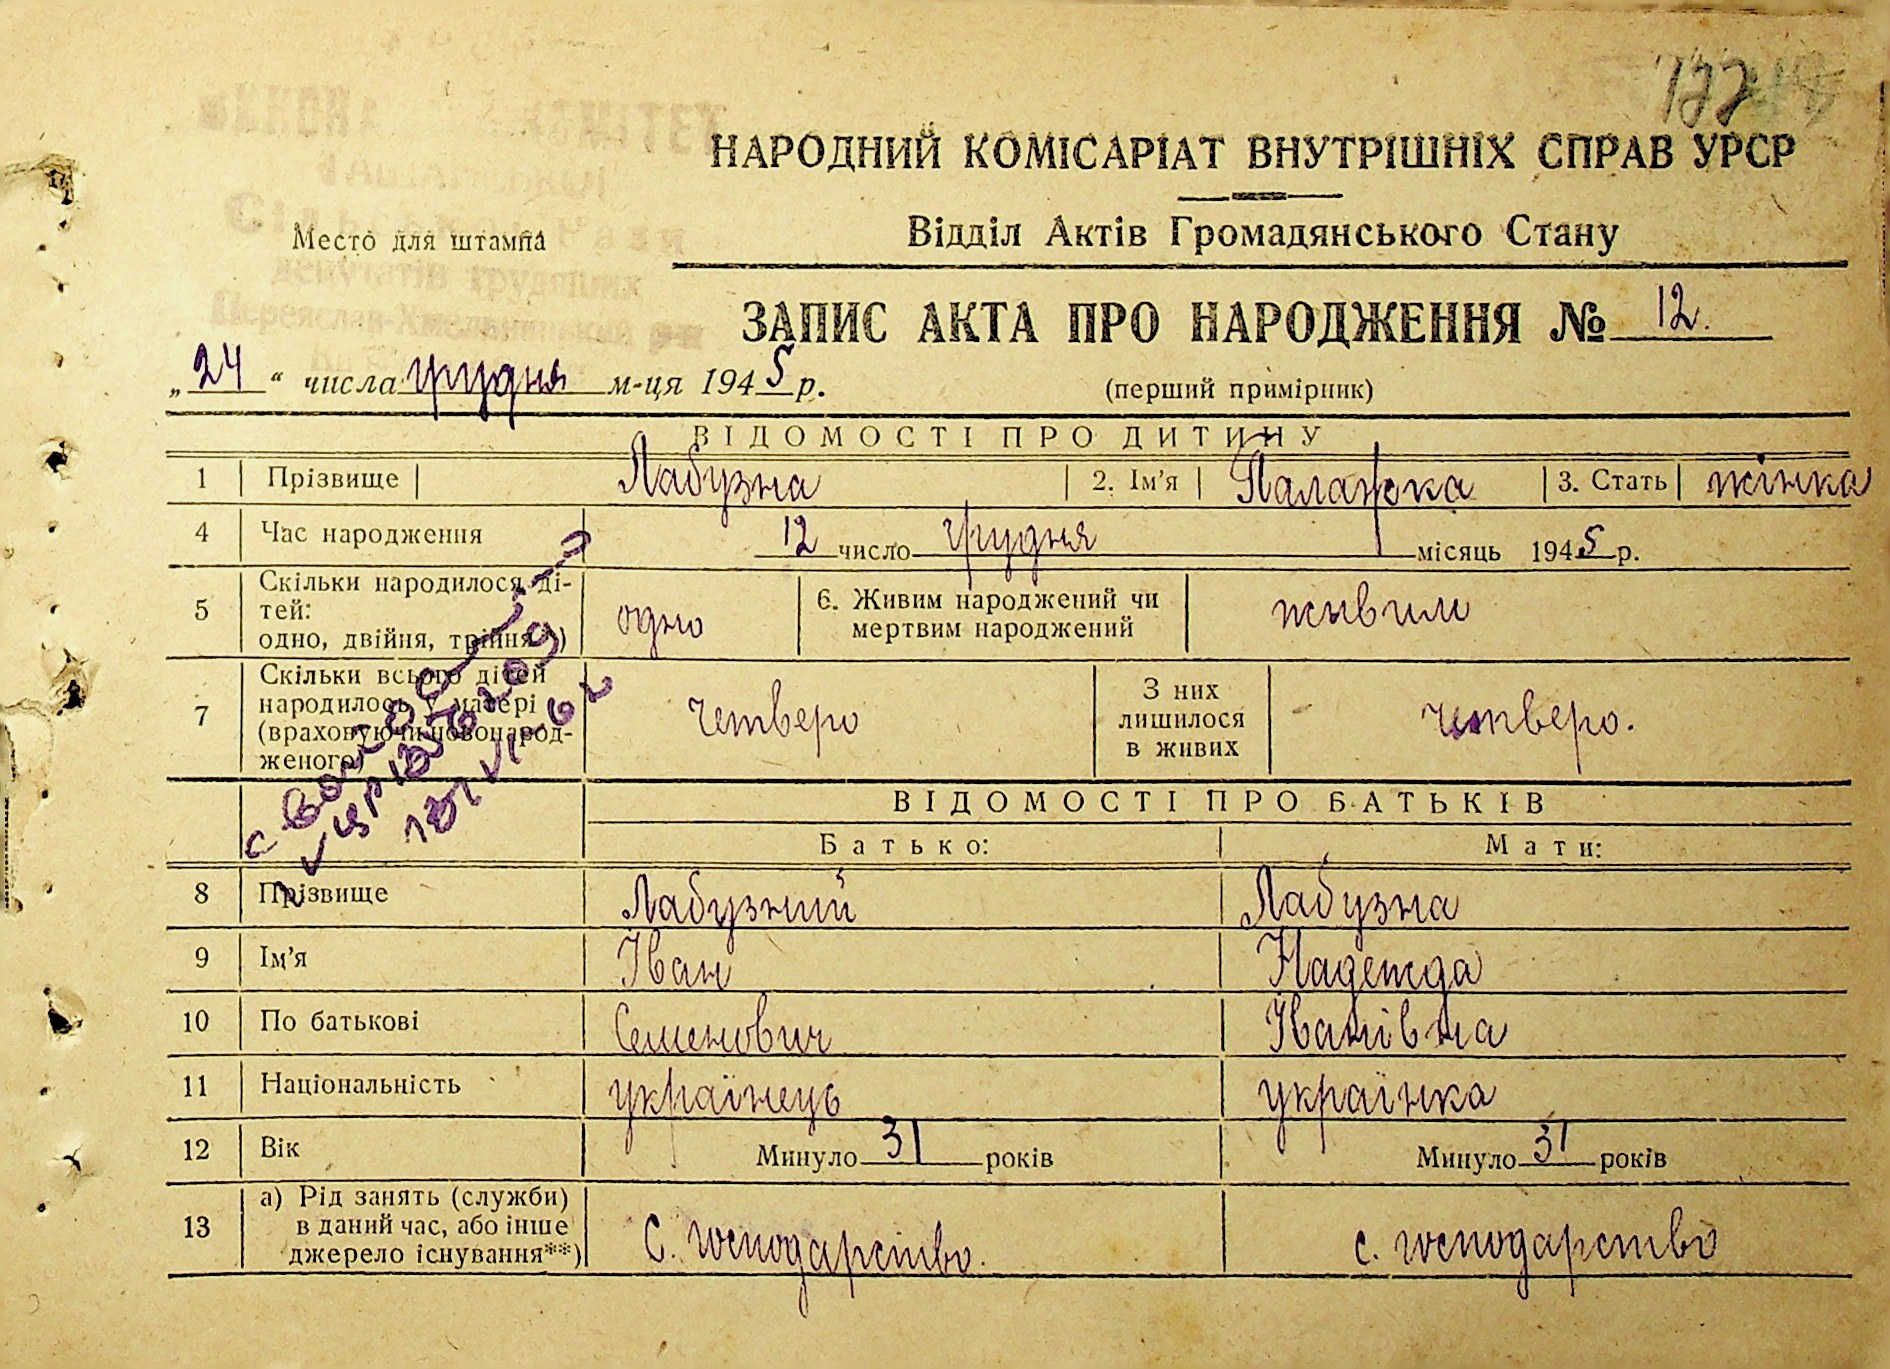 НАРОДНИЙ КОМІСАРІАТ ВНУТРІШНІХ СПРАВ УРСР
Место для штампа
Відділ Актів Громадянського Стану
ЗАПИС АКТА ПРО НАРОДЖЕННЯ № 12.
„24“ числа грудня м-ця 1945 р.
(перший примірник)
ВІДОМОСТІ ПРО ДИТИНУ
1 Прізвище Лабузна 2. Ім'я Палажка 3. Стать жінка
4 Час народження 12 число грудня місяць 1945 р.
5 Скільки народилося ді-
тей:
одно, двійня, трійня*) одно
6. Живим народжений чи
мертвим народжений живим
7 Скільки всього дітей
народилось у матері
(враховуючи новонарод-
женого) четверо
З них
лишилося
в живих четверо.
ВІДОМОСТІ ПРО БАТЬКІВ
Батько: Мати:
8 Прізвище Лабузний Лабузна
9 Ім'я Іван Надежда
10 По батькові Семенович Іванівна
11 Національність українець українка
12 Вік Минуло 31 років Минуло 31 років
13 а) Рід занять (служби)
в даний час, або інше
джерело існування**) С. господарство. с. господарство